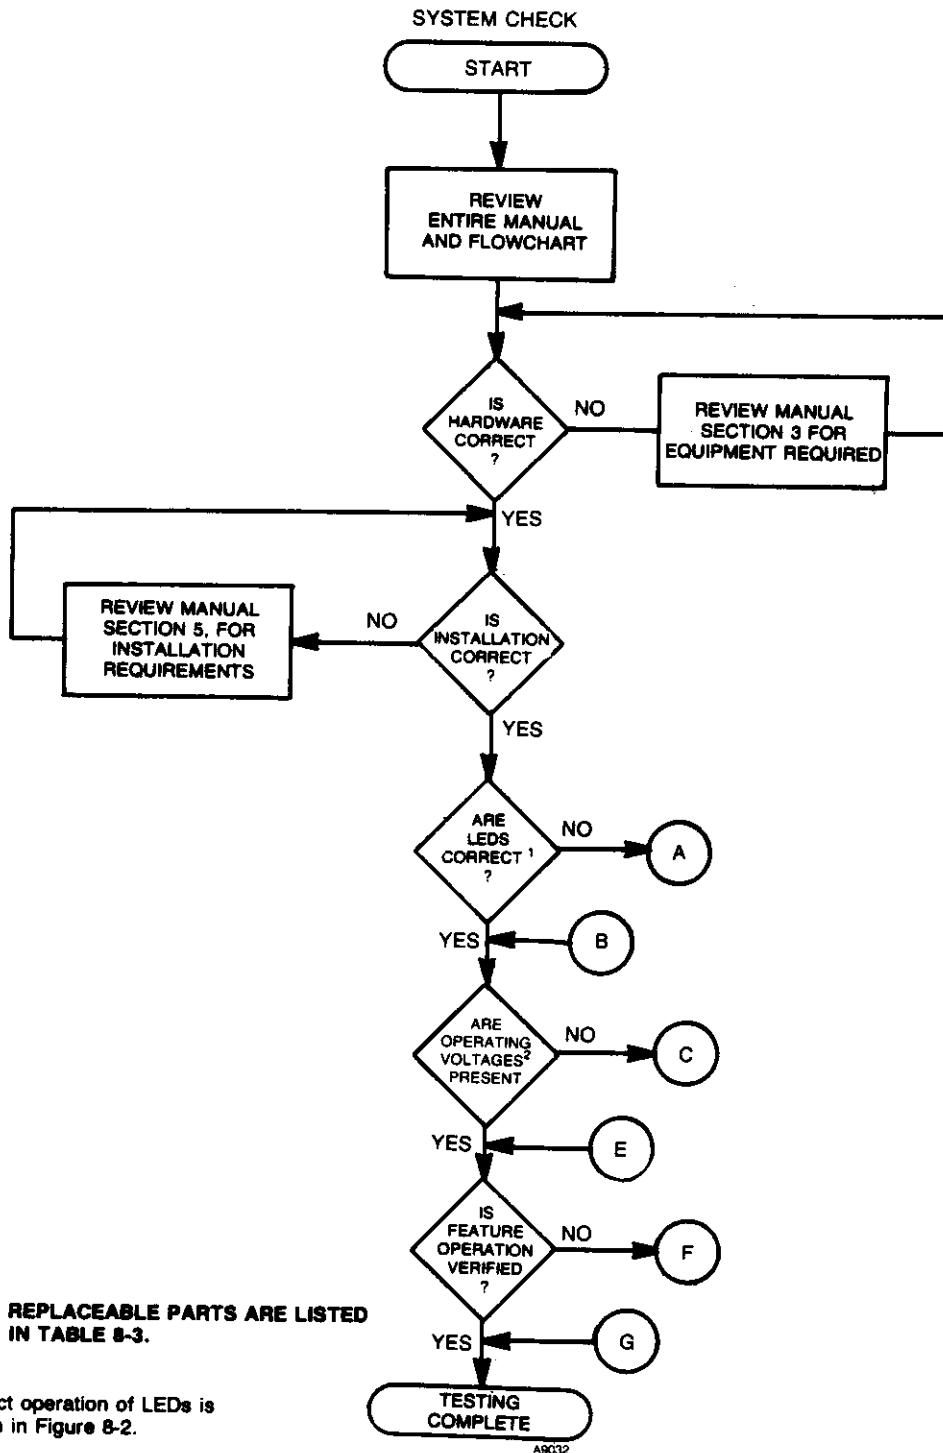 SYSTEM CHECK
START
REVIEW
ENTIRE MANUAL
AND FLOWCHART
IS
HARDWARE
CORRECT
?
NO
REVIEW MANUAL
SECTION 3 FOR
EQUIPMENT REQUIRED
YES
IS
INSTALLATION
CORRECT
?
NO
REVIEW MANUAL
SECTION 5, FOR
INSTALLATION
REQUIREMENTS
YES
ARE
LEDS
CORRECT 1
?
NO
A
YES
B
ARE
OPERATING
VOLTAGES2
PRESENT
NO
C
YES
E
IS
FEATURE
OPERATION
VERIFIED
?
NO
F
YES
G
TESTING
COMPLETE
REPLACEABLE PARTS ARE LISTED
IN TABLE 8-3.
operation of LEDs is
in Figure 8-2.
A9032